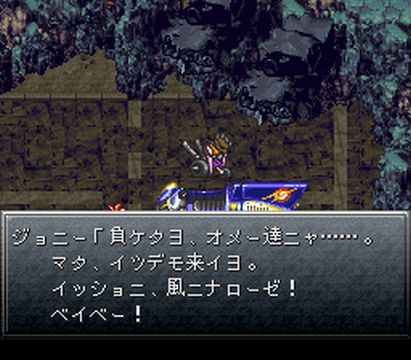 ジョニー「負ケタヨ、オメー達ニャ……。
マタ、イツデモ来イヨ。
イッショニ、風ニナローゼ！
ベイベー！